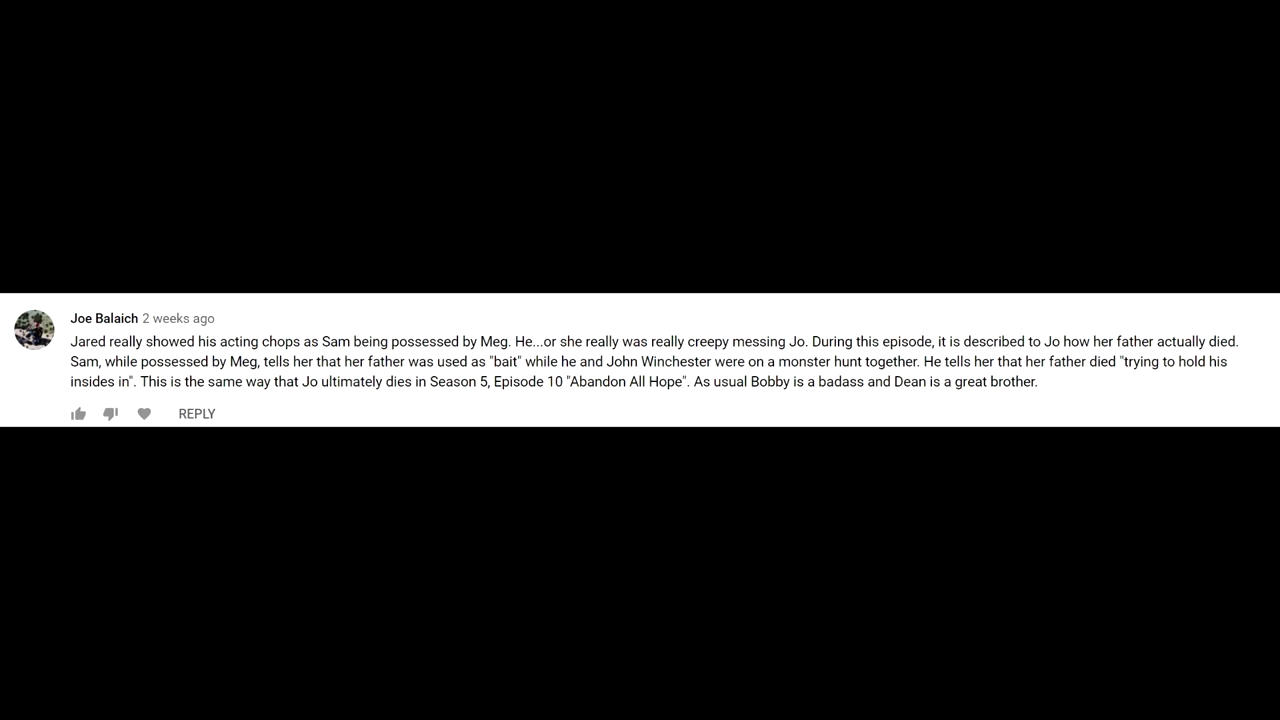 Joe Balaich 2 weeks ago
Jared really showed his acting chops as Sam being possessed by Meg. He...or she really was really creepy messing Jo. During this episode, it is described to Jo how her father actually died.
Sam, while possessed by Meg, tells her that her father was used as "bait" while he and John Winchester were on a monster hunt together. He tells her that her father died "trying to hold his
insides in". This is the same way that Jo ultimately dies in Season 5, Episode 10 "Abandon All Hope". As usual Bobby is a badass and Dean is a great brother.
REPLY